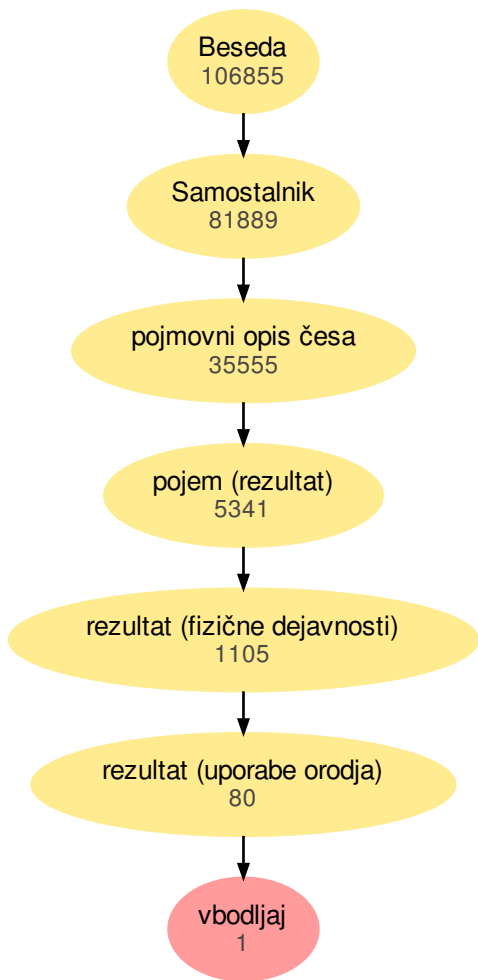 Beseda
106855
Samostalnik
81889
pojmovni opis česa
35555
pojem (rezultat)
5341
rezultat (fizične dejavnosti)
1105
rezultat (uporabe orodja)
80
vbodljaj
1